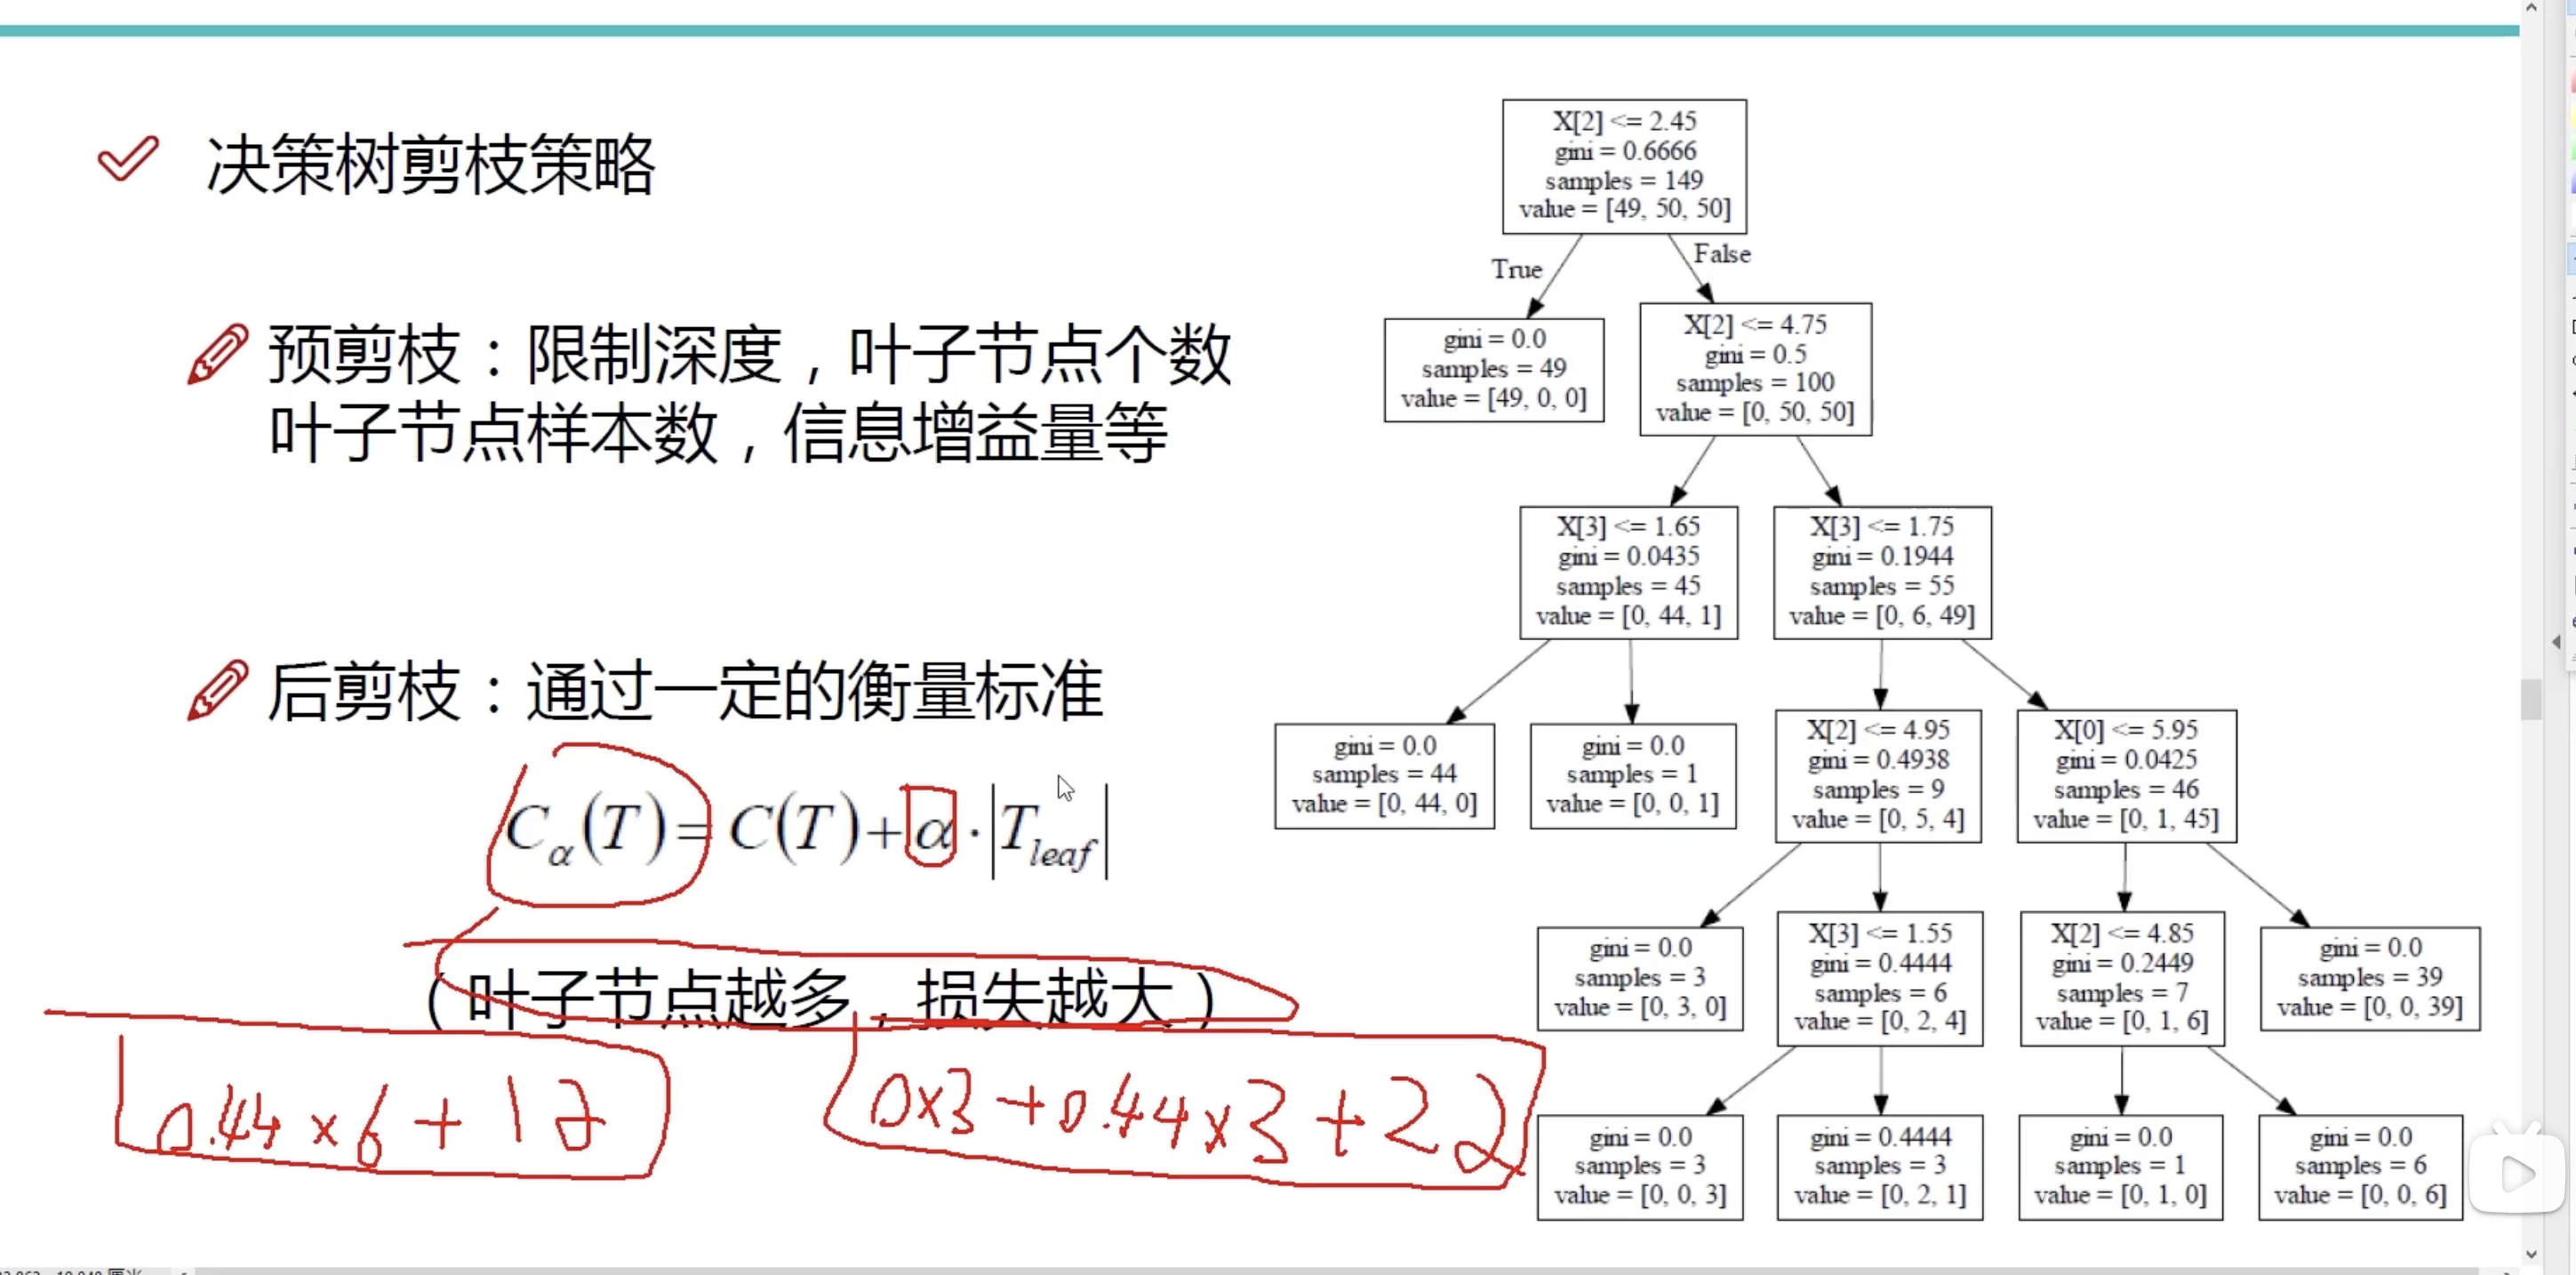 决策树剪枝策略
预剪枝：限制深度，叶子节点个数
叶子节点样本数，信息增益量等
后剪枝：通过一定的衡量标准
C_α(T) = C(T) + α · |T_leaf|
（叶子节点越多，损失越大）
0.44 × 6 + 1∂
0×3 + 0.44×3 + 2∂
X[2] <= 2.45
gini = 0.6666
samples = 149
value = [49, 50, 50]
True
False
gini = 0.0
samples = 49
value = [49, 0, 0]
X[2] <= 4.75
gini = 0.5
samples = 100
value = [0, 50, 50]
X[3] <= 1.65
gini = 0.0435
samples = 45
value = [0, 44, 1]
X[3] <= 1.75
gini = 0.1944
samples = 55
value = [0, 6, 49]
gini = 0.0
samples = 44
value = [0, 44, 0]
gini = 0.0
samples = 1
value = [0, 0, 1]
X[2] <= 4.95
gini = 0.4938
samples = 9
value = [0, 5, 4]
X[0] <= 5.95
gini = 0.0425
samples = 46
value = [0, 1, 45]
gini = 0.0
samples = 3
value = [0, 3, 0]
X[3] <= 1.55
gini = 0.4444
samples = 6
value = [0, 2, 4]
X[2] <= 4.85
gini = 0.2449
samples = 7
value = [0, 1, 6]
gini = 0.0
samples = 39
value = [0, 0, 39]
gini = 0.0
samples = 3
value = [0, 0, 3]
gini = 0.4444
samples = 3
value = [0, 2, 1]
gini = 0.0
samples = 1
value = [0, 1, 0]
gini = 0.0
samples = 6
value = [0, 0, 6]